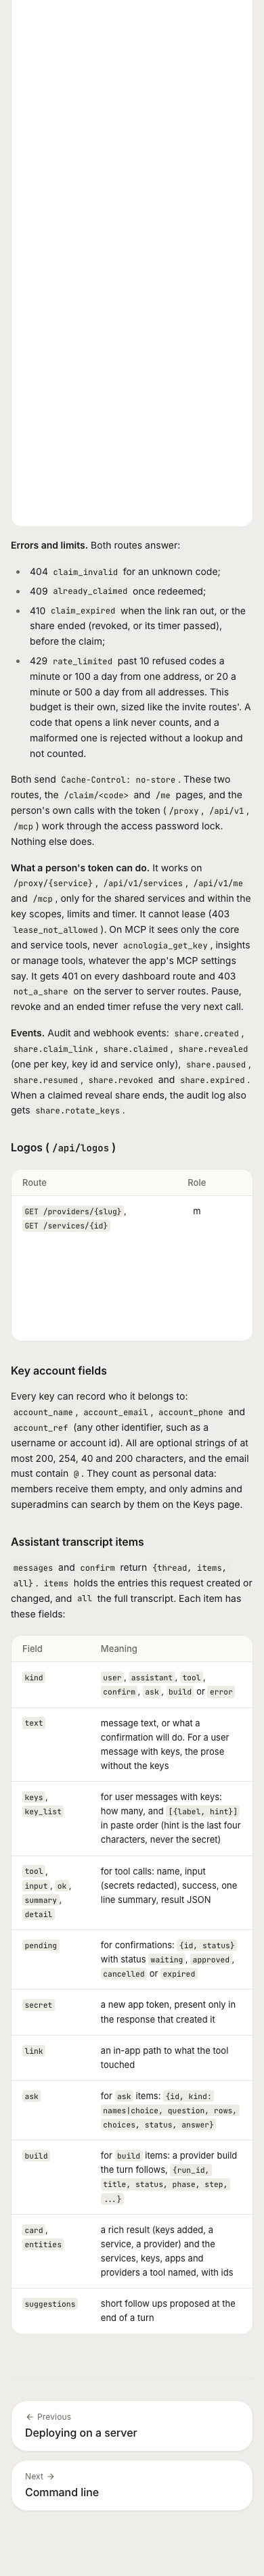 Errors and limits. Both routes answer:
404 claim_invalid for an unknown code;
409 already_claimed once redeemed;
410 claim_expired when the link ran out, or the
share ended (revoked, or its timer passed),
before the claim;
429 rate_limited past 10 refused codes a
minute or 100 a day from one address, or 20 a
minute or 500 a day from all addresses. This
budget is their own, sized like the invite routes'. A
code that opens a link never counts, and a
malformed one is rejected without a lookup and
not counted.
Both send Cache-Control: no-store. These two
routes, the /claim/<code> and /me pages, and the
person's own calls with the token (/proxy, /api/v1,
/mcp) work through the access password lock.
Nothing else does.
What a person's token can do. It works on
/proxy/{service}, /api/v1/services, /api/v1/me
and /mcp, only for the shared services and within the
key scopes, limits and timer. It cannot lease (403
lease_not_allowed). On MCP it sees only the core
and service tools, never acnologia_get_key, insights
or manage tools, whatever the app's MCP settings
say. It gets 401 on every dashboard route and 403
not_a_share on the server to server routes. Pause,
revoke and an ended timer refuse the very next call.
Events. Audit and webhook events: share.created,
share.claim_link, share.claimed, share.revealed
(one per key, key id and service only), share.paused,
share.resumed, share.revoked and share.expired.
When a claimed reveal share ends, the audit log also
gets share.rotate_keys.
Logos (/api/logos)
Route Role
GET /providers/{slug}, m
GET /services/{id}
Key account fields
Every key can record who it belongs to:
account_name, account_email, account_phone and
account_ref (any other identifier, such as a
username or account id). All are optional strings of at
most 200, 254, 40 and 200 characters, and the email
must contain @. They count as personal data:
members receive them empty, and only admins and
superadmins can search by them on the Keys page.
Assistant transcript items
messages and confirm return {thread, items,
all}. items holds the entries this request created or
changed, and all the full transcript. Each item has
these fields:
Field Meaning
kind user, assistant, tool,
confirm, ask, build or error
text message text, or what a
confirmation will do. For a user
message with keys, the prose
without the keys
keys, for user messages with keys:
key_list how many, and [{label, hint}]
in paste order (hint is the last four
characters, never the secret)
tool, for tool calls: name, input
input, ok, (secrets redacted), success, one
summary, line summary, result JSON
detail
pending for confirmations: {id, status}
with status waiting, approved,
cancelled or expired
secret a new app token, present only in
the response that created it
link an in-app path to what the tool
touched
ask for ask items: {id, kind:
names|choice, question, rows,
choices, status, answer}
build for build items: a provider build
the turn follows, {run_id,
title, status, phase, step,
...}
card, a rich result (keys added, a
entities service, a provider) and the
services, keys, apps and
providers a tool named, with ids
suggestions short follow ups proposed at the
end of a turn
← Previous
Deploying on a server
Next →
Command line